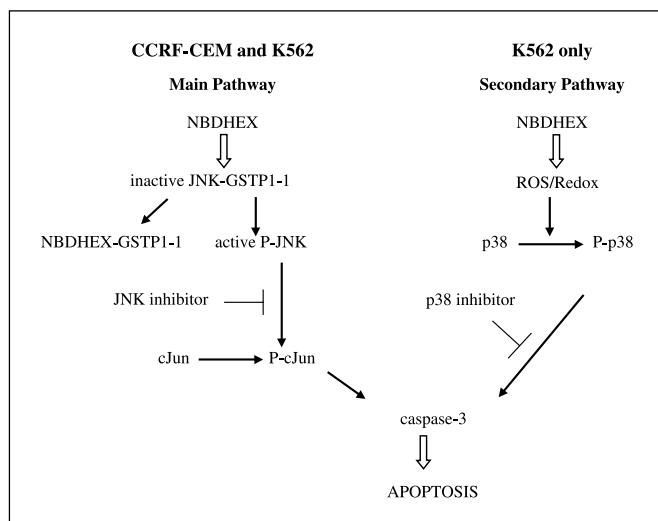 CCRF-CEM and K562
Main Pathway
NBDHEX
inactive JNK-GSTP1-1
NBDHEX-GSTP1-1
active P-JNK
JNK inhibitor
cJun
P-cJun
K562 only
Secondary Pathway
NBDHEX
ROS/Redox
p38
P-p38
p38 inhibitor
caspase-3
APOPTOSIS